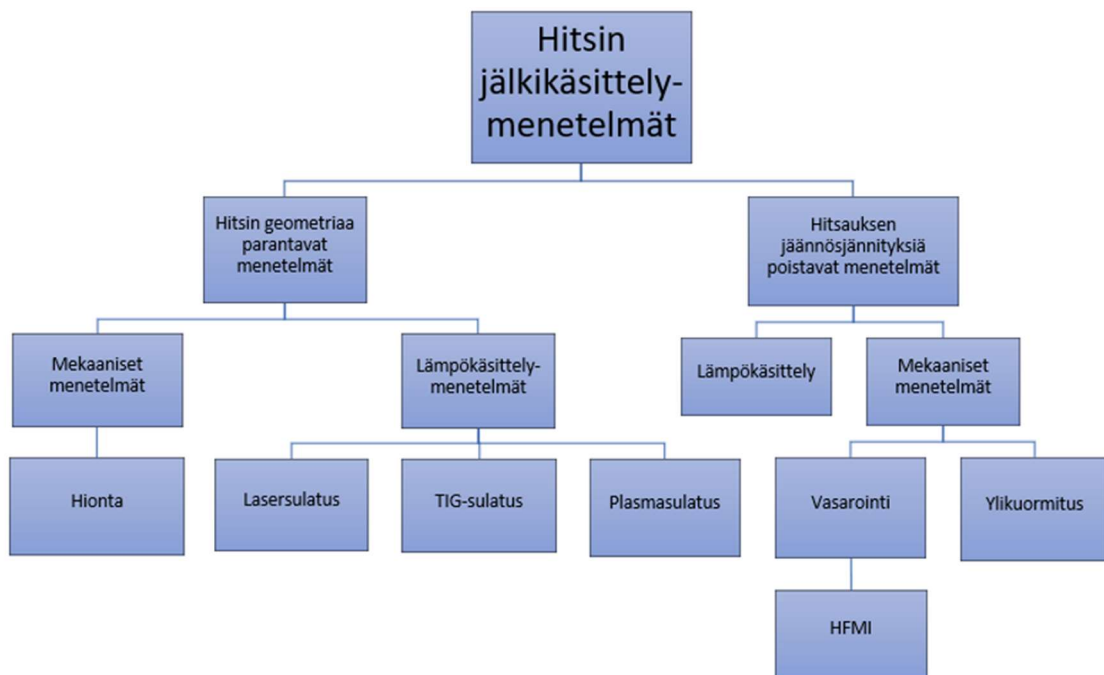 Hitsin
jälkikäsittely-
menetelmät
Hitsin geometriaa
parantavat
menetelmät
Hitsauksen
jäännösjännityksiä
poistavat menetelmät
Mekaaniset
menetelmät
Lämpökäsittely-
menetelmät
Lämpökäsittely
Mekaaniset
menetelmät
Hionta
Lasersulatus
TIG-sulatus
Plasmasulatus
Vasarointi
Ylikuormitus
HFMI